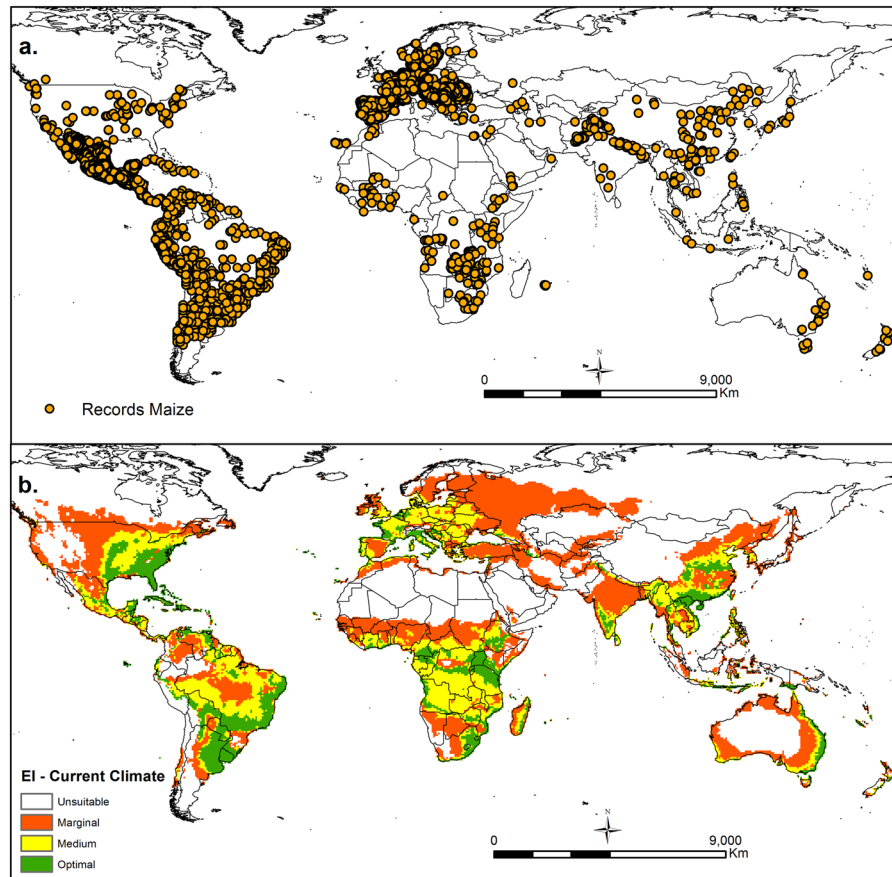 a.
N
0 9,000
Km
Records Maize
b.
EI - Current Climate
Unsuitable
Marginal
Medium
Optimal
N
0 9,000
Km